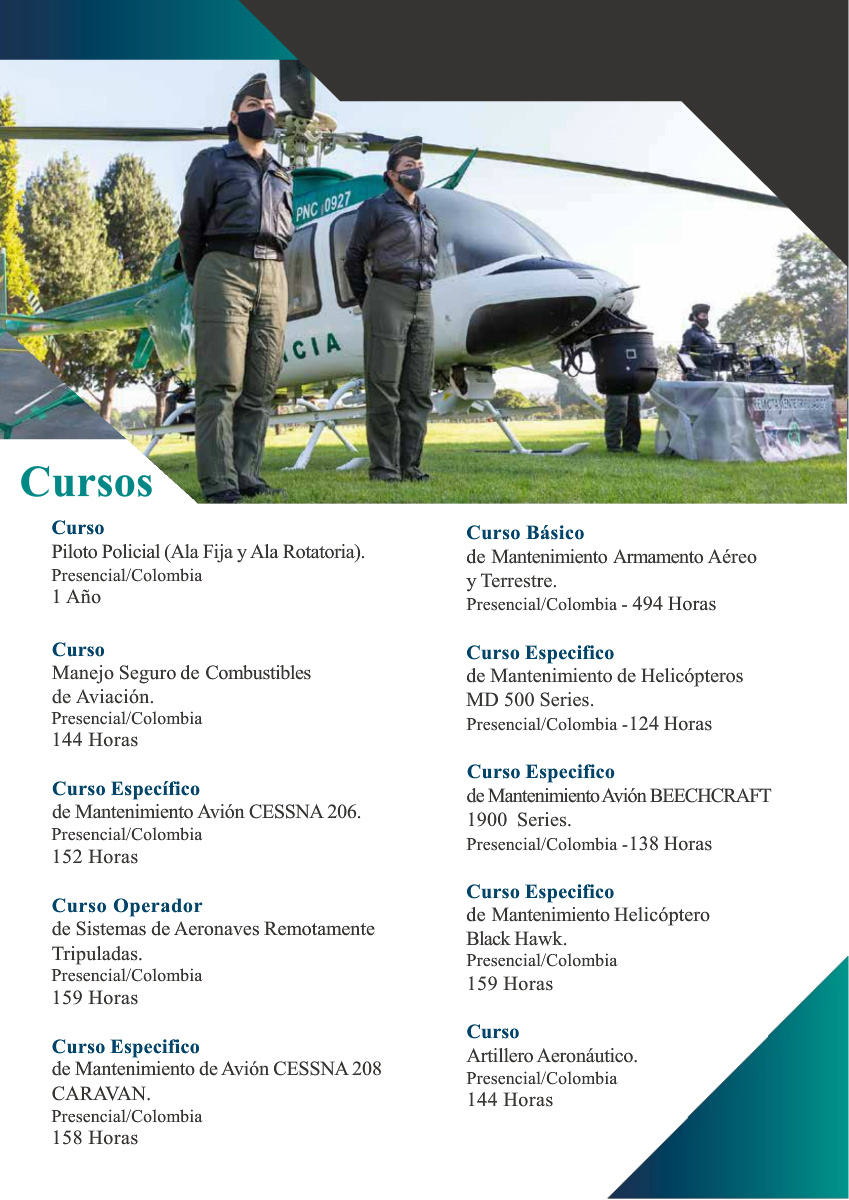 PNC 0927
CIA
Cursos
Curso
Piloto Policial (Ala Fija y Ala Rotatoria).
Presencial/Colombia
1 Año
Curso
Manejo Seguro de Combustibles
de Aviación.
Presencial/Colombia
144 Horas
Curso Específico
de Mantenimiento Avión CESSNA 206.
Presencial/Colombia
152 Horas
Curso Operador
de Sistemas de Aeronaves Remotamente
Tripuladas.
Presencial/Colombia
159 Horas
Curso Especifico
de Mantenimiento de Avión CESSNA 208
CARAVAN.
Presencial/Colombia
158 Horas
Curso Básico
de Mantenimiento Armamento Aéreo
y Terrestre.
Presencial/Colombia - 494 Horas
Curso Especifico
de Mantenimiento de Helicópteros
MD 500 Series.
Presencial/Colombia -124 Horas
Curso Especifico
de Mantenimiento Avión BEECHCRAFT
1900 Series.
Presencial/Colombia -138 Horas
Curso Especifico
de Mantenimiento Helicóptero
Black Hawk.
Presencial/Colombia
159 Horas
Curso
Artillero Aeronáutico.
Presencial/Colombia
144 Horas